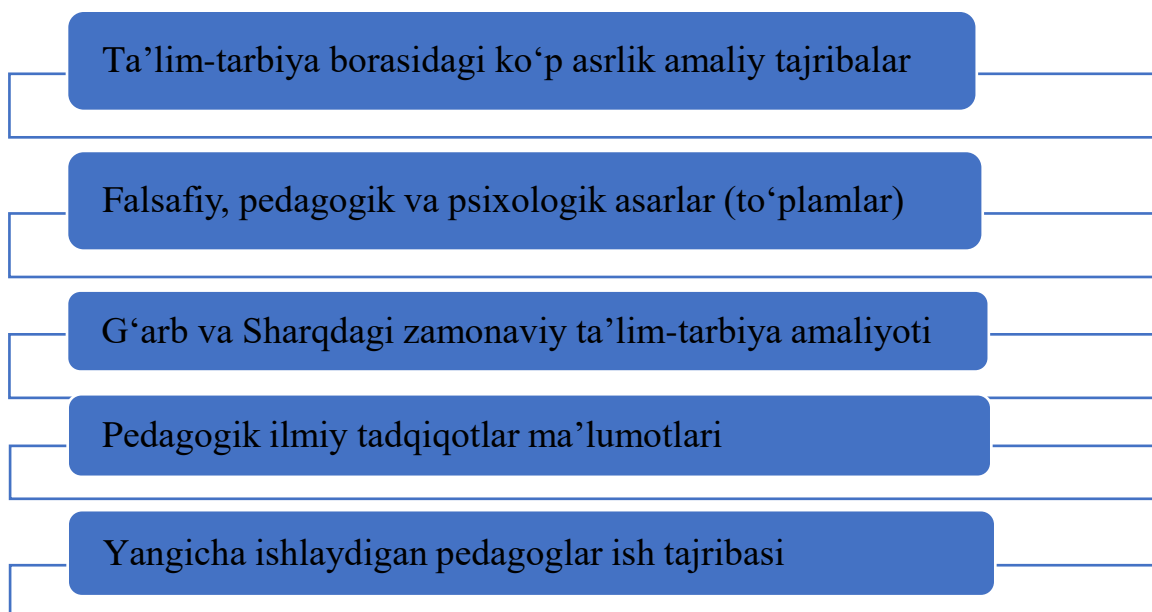 Ta’lim-tarbiya borasidagi ko‘p asrlik amaliy tajribalar
Falsafiy, pedagogik va psixologik asarlar (to‘plamlar)
G‘arb va Sharqdagi zamonaviy ta’lim-tarbiya amaliyoti
Pedagogik ilmiy tadqiqotlar ma’lumotlari
Yangicha ishlaydigan pedagoglar ish tajribasi